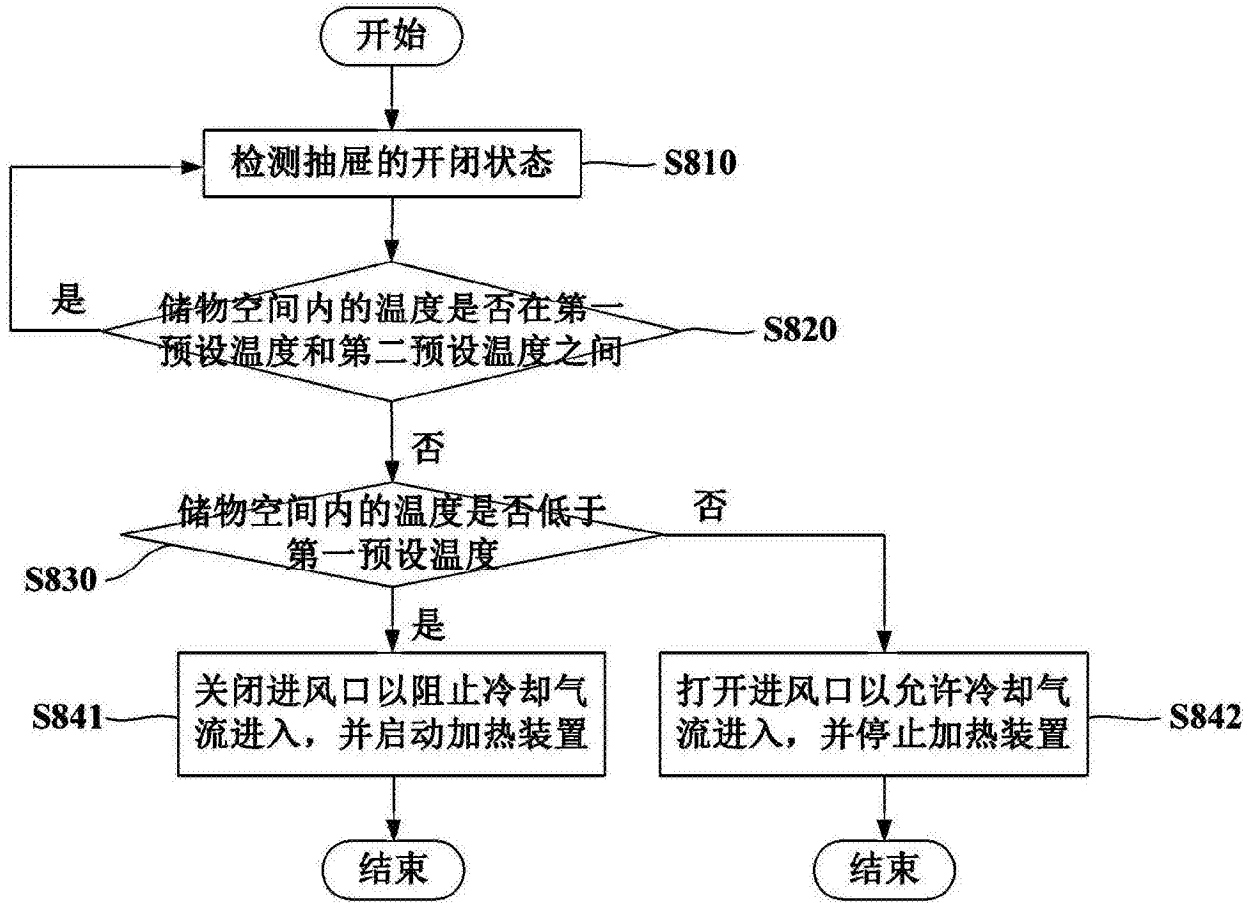 开始
检测抽屉的开闭状态
S810
是
储物空间内的温度是否在第一
预设温度和第二预设温度之间
S820
否
储物空间内的温度是否低于
第一预设温度
否
S830
是
关闭进风口以阻止冷却气
流进入，并启动加热装置
S841
打开进风口以允许冷却气
流进入，并停止加热装置
S842
结束
结束